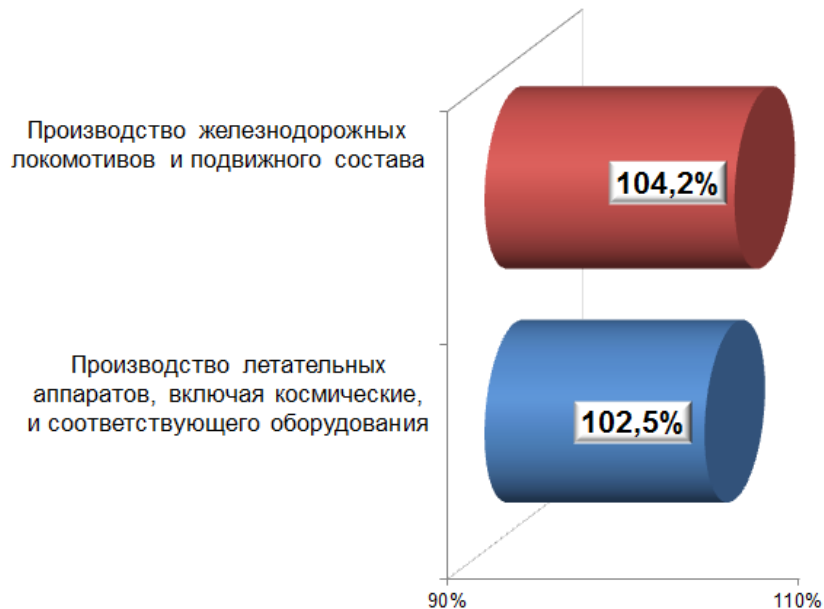 Производство железнодорожных
локомотивов и подвижного состава
104,2%
Производство летательных
аппаратов, включая космические,
и соответствующего оборудования
102,5%
90%
110%